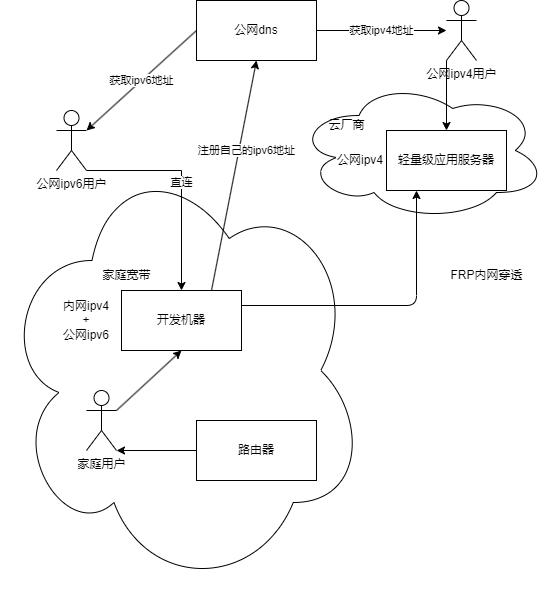 公网dns
获取ipv4地址
公网ipv4用户
获取ipv6地址
云厂商
注册自己的ipv6地址
公网ipv4
轻量级应用服务器
公网ipv6用户
直连
家庭宽带
FRP内网穿透
内网ipv4
+
公网ipv6
开发机器
路由器
家庭用户